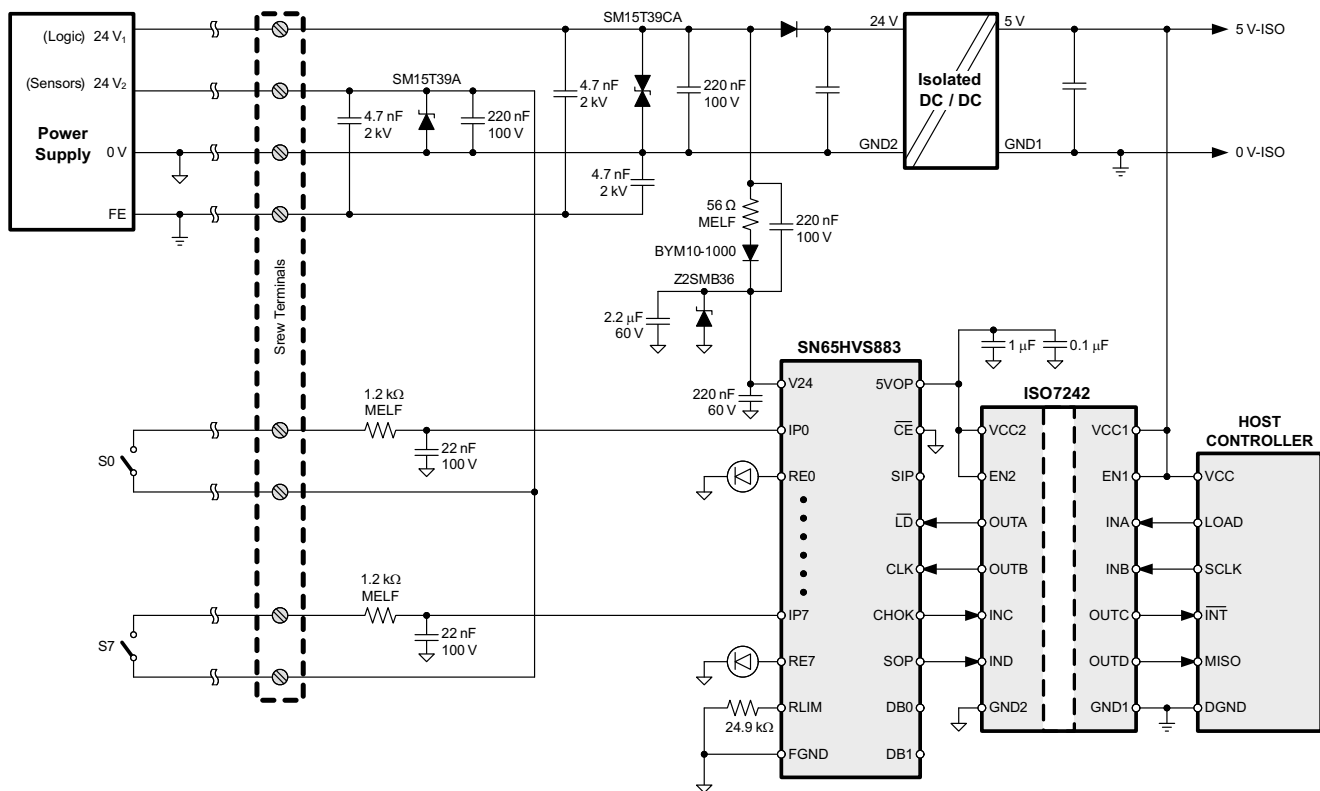 SM15T39CA
(Logic) 24 V1
24 V
5 V
5 V-ISO
(Sensors) 24 V2
SM15T39A
4.7 nF
2 kV
220 nF
100 V
4.7 nF
2 kV
220 nF
100 V
Isolated
DC / DC
Power
Supply
0 V
GND2
GND1
0 V-ISO
4.7 nF
2 kV
FE
56 Ω
MELF
220 nF
100 V
BYM10-1000
Z2SMB36
2.2 μF
60 V
Srew Terminals
SN65HVS883
1 μF
0.1 μF
220 nF
60 V
V24
5VOP
ISO7242
HOST
CONTROLLER
1.2 kΩ
MELF
22 nF
100 V
S0
IP0
CE
VCC2
VCC1
VCC
RE0
SIP
EN2
EN1
LD
OUTA
INA
LOAD
CLK
OUTB
INB
SCLK
1.2 kΩ
MELF
22 nF
100 V
S7
IP7
CHOK
INC
OUTC
INT
RE7
SOP
IND
OUTD
MISO
24.9 kΩ
RLIM
DB0
GND2
GND1
DGND
FGND
DB1